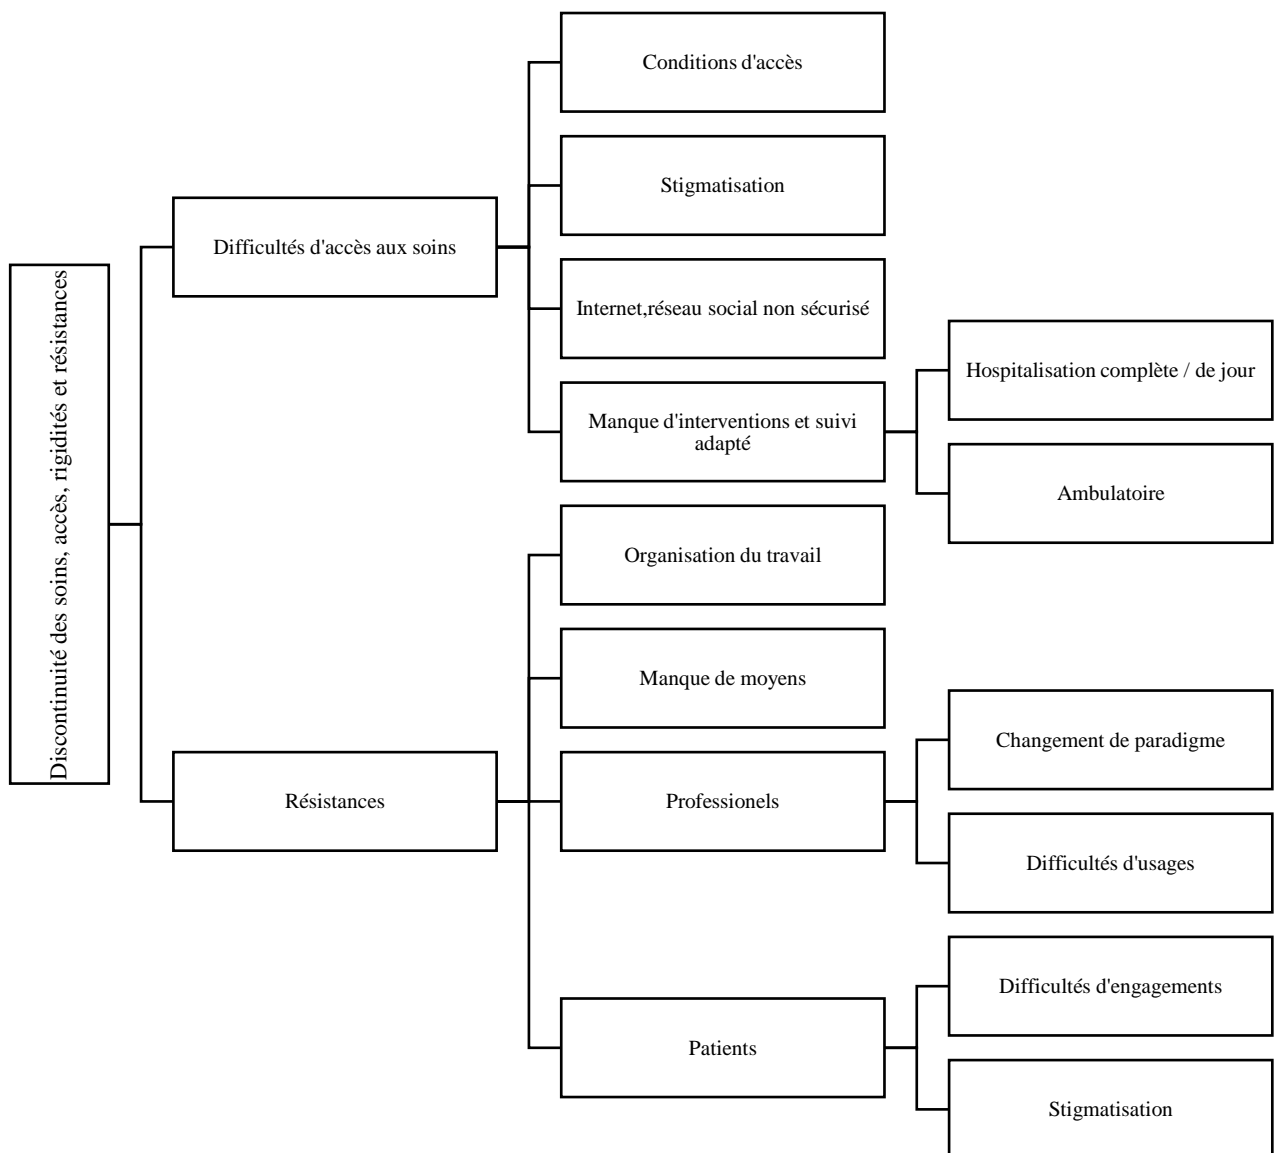 Discontinuité des soins, accès, rigidités et résistances
Difficultés d'accès aux soins
Conditions d'accès
Stigmatisation
Internet,réseau social non sécurisé
Manque d'interventions et suivi
adapté
Hospitalisation complète / de jour
Ambulatoire
Résistances
Organisation du travail
Manque de moyens
Professionels
Changement de paradigme
Difficultés d'usages
Patients
Difficultés d'engagements
Stigmatisation